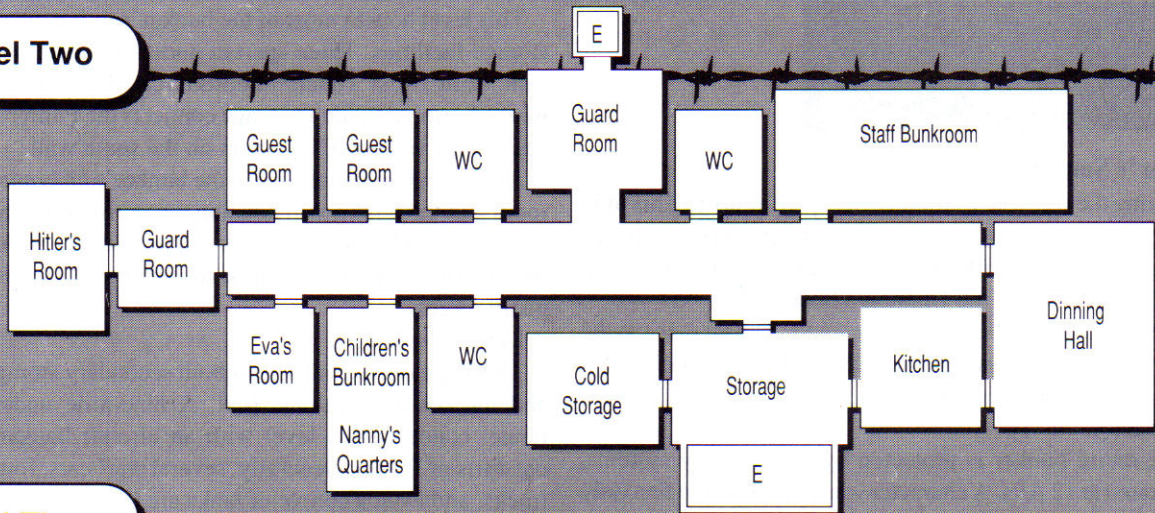 el Two
E
Guard
Room
Guest
Room
Guest
Room
WC
WC
Staff Bunkroom
Hitler's
Room
Guard
Room
Dinning
Hall
Eva's
Room
Children's
Bunkroom
Nanny's
Quarters
WC
Cold
Storage
Storage
Kitchen
E